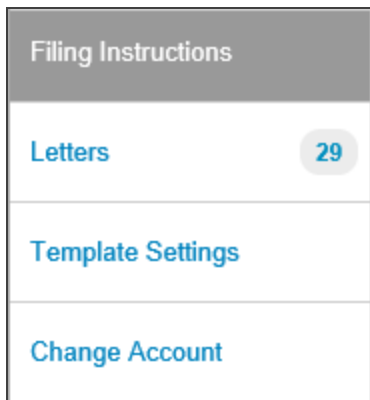 Filing Instructions
Letters 29
Template Settings
Change Account